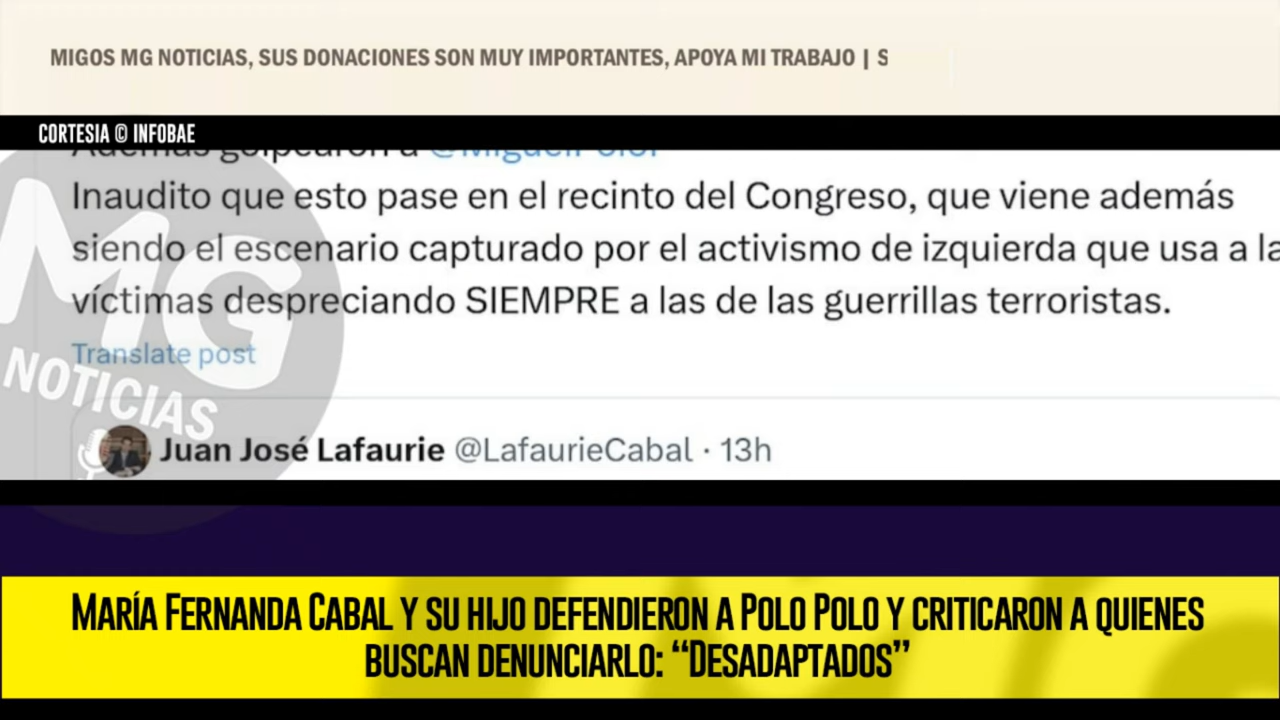 MIGOS MG NOTICIAS, SUS DONACIONES SON MUY IMPORTANTES, APOYA MI TRABAJO | S
CORTESIA © INFOBAE
Además golpearon a @MiguelPoloP
Inaudito que esto pase en el recinto del Congreso, que viene además
siendo el escenario capturado por el activismo de izquierda que usa a la
víctimas despreciando SIEMPRE a las de las guerrillas terroristas.
Translate post
Juan José Lafaurie @LafaurieCabal · 13h
MG
NOTICIAS
MARÍA FERNANDA CABAL Y SU HIJO DEFENDIERON A POLO POLO Y CRITICARON A QUIENES
BUSCAN DENUNCIARLO: “DESADAPTADOS”